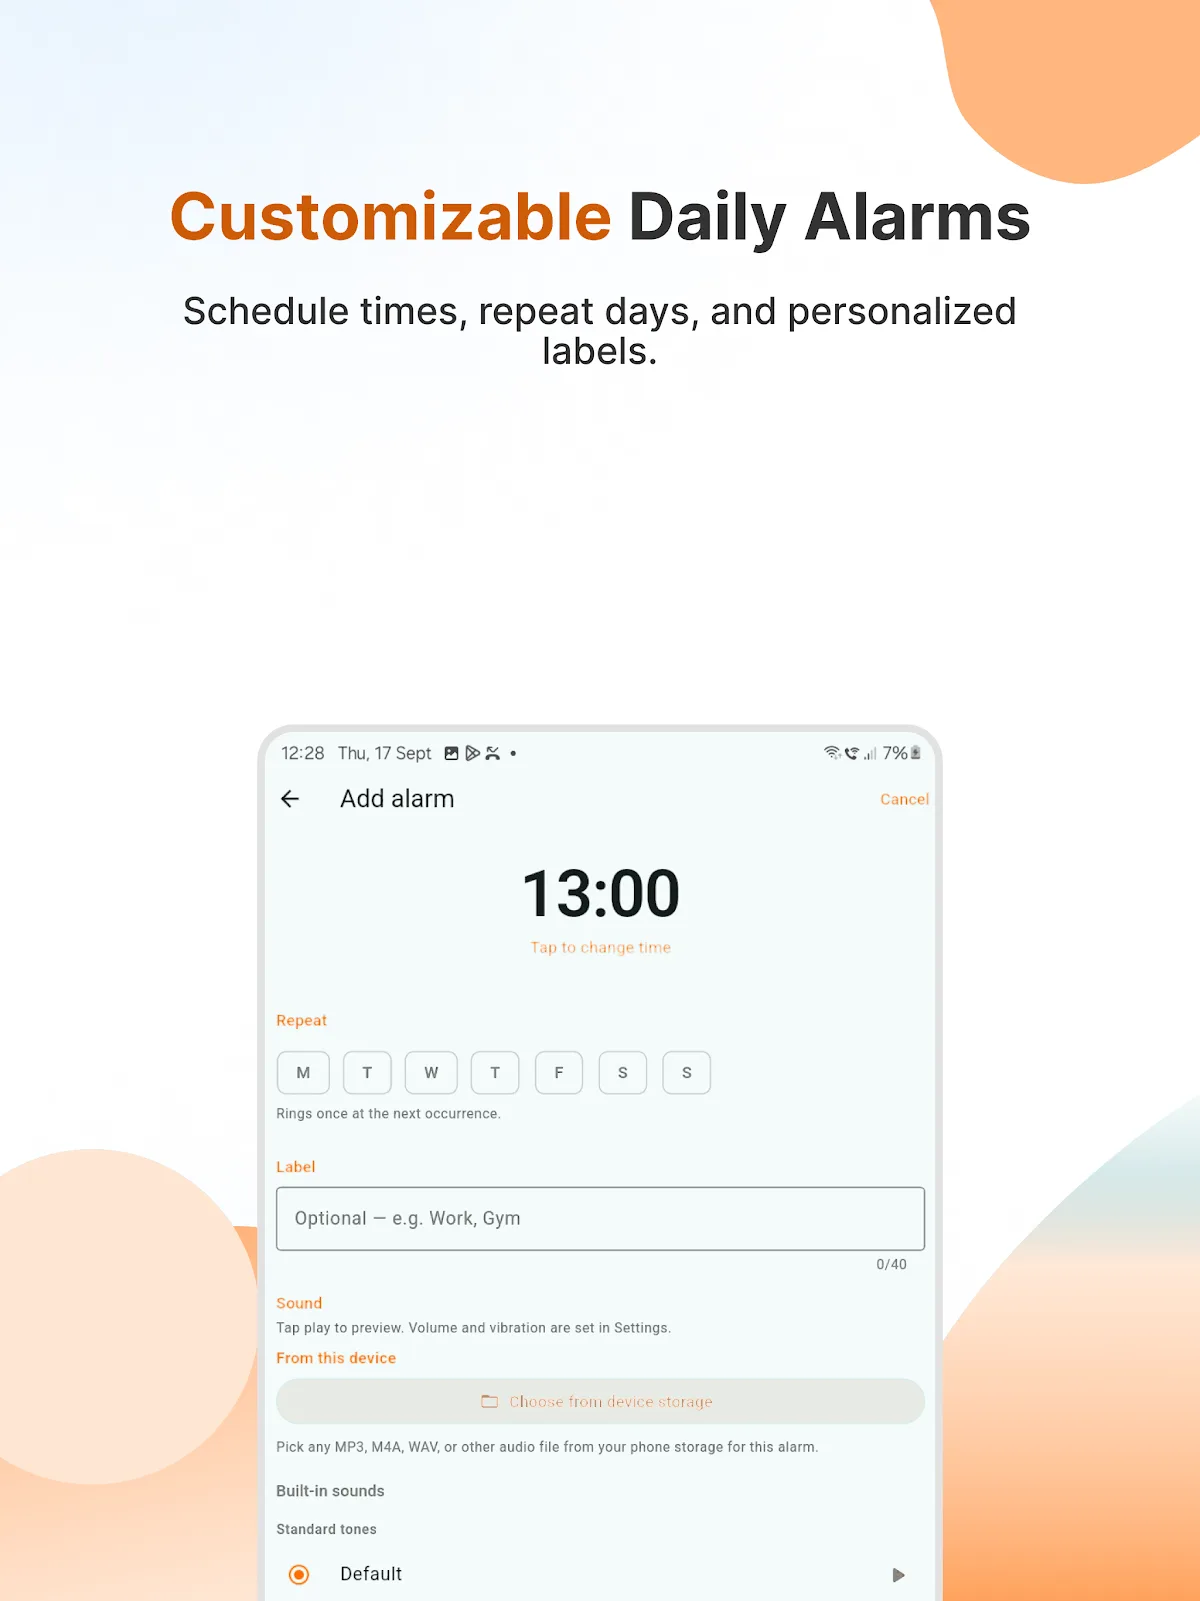 Customizable Daily Alarms
Schedule times, repeat days, and personalized
labels.
12:28 Thu, 17 Sept 7%
Add alarm Cancel
13:00
Tap to change time
Repeat
M T W T F S S
Rings once at the next occurrence.
Label
Optional — e.g. Work, Gym
0/40
Sound
Tap play to preview. Volume and vibration are set in Settings.
From this device
Choose from device storage
Pick any MP3, M4A, WAV, or other audio file from your phone storage for this alarm.
Built-in sounds
Standard tones
Default